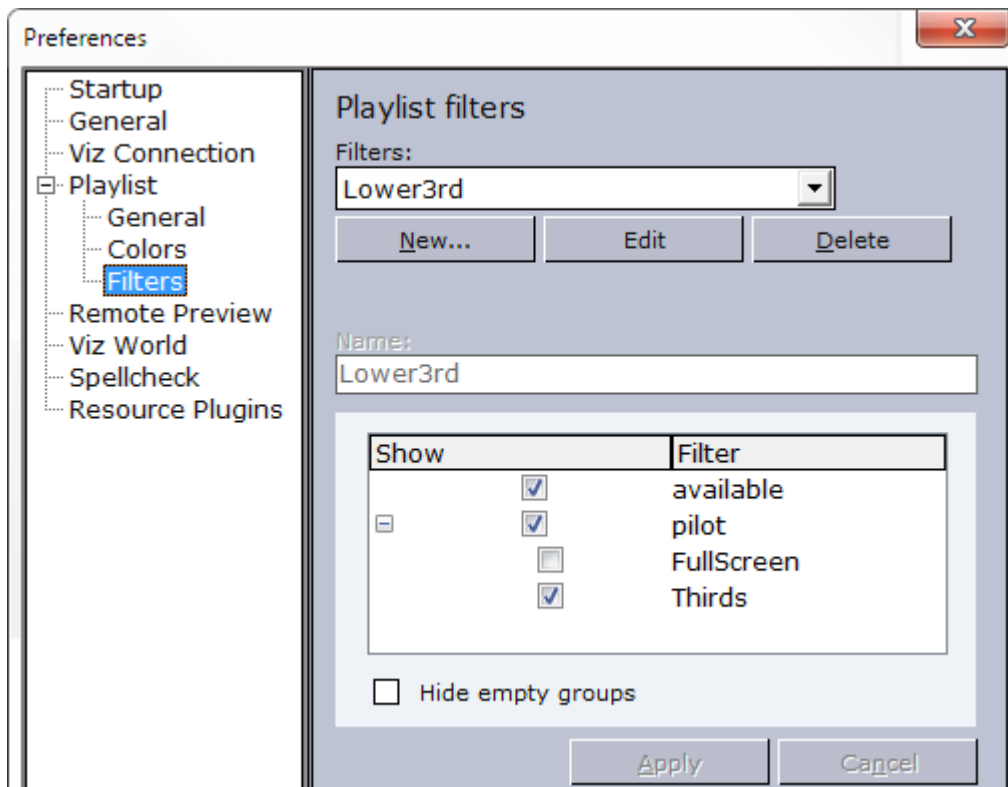 Preferences
Startup
General
Viz Connection
Playlist
General
Colors
Filters
Remote Preview
Viz World
Spellcheck
Resource Plugins
Playlist filters
Filters:
Lower3rd
New... Edit Delete
Name:
Lower3rd
Show Filter
available
pilot
FullScreen
Thirds
Hide empty groups
Apply Cancel